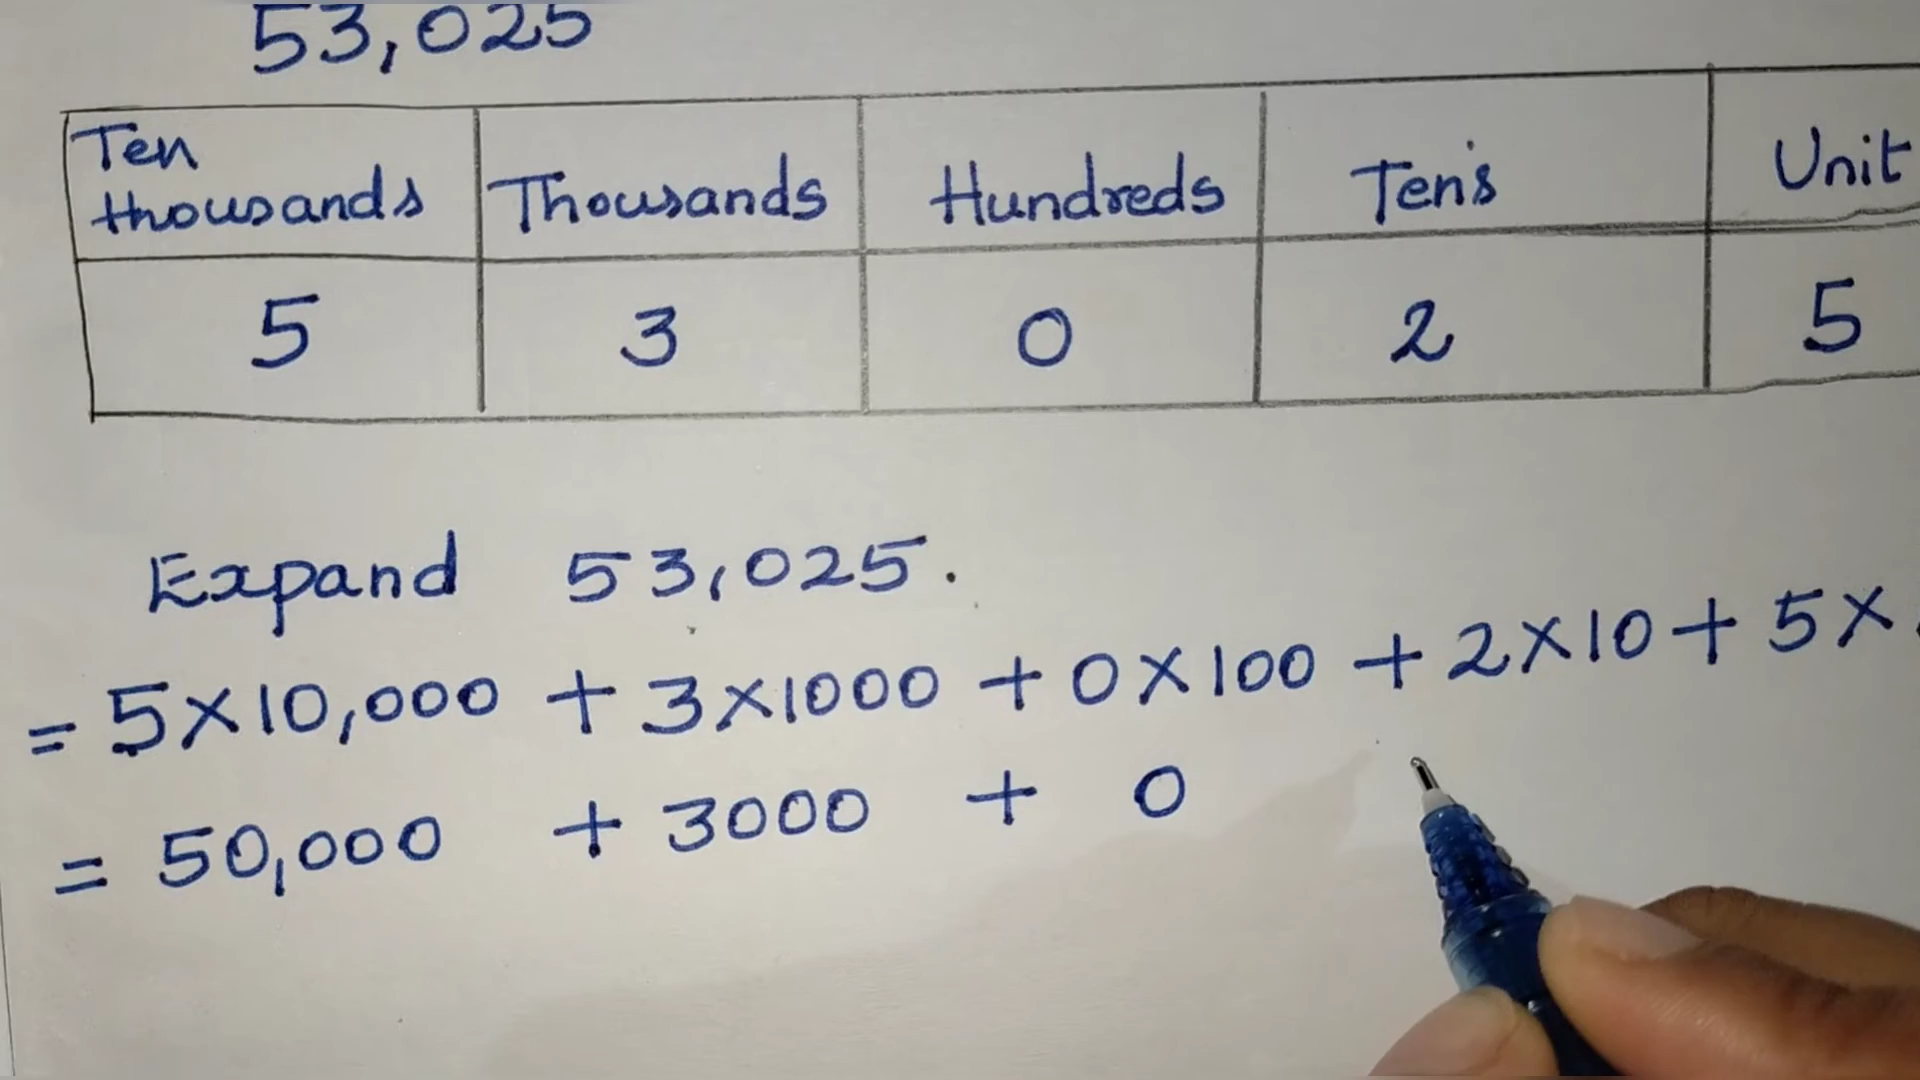 53,025
Ten thousands Thousands Hundreds Ten's Unit
5 3 0 2 5
Expand 53,025.
= 5×10,000 + 3×1000 + 0×100 + 2×10 + 5×
= 50,000 + 3000 + 0